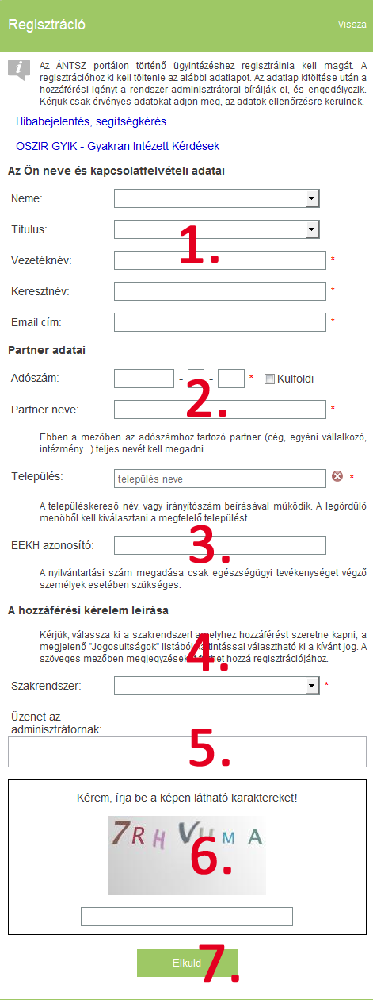 Regisztráció
Vissza
Az ÁNTSZ portálon történő ügyintézéshez regisztrálnia kell magát. A
regisztrációhoz ki kell töltenie az alábbi adatlapot. Az adatlap kitöltése után a
hozzáférési igényt a rendszer adminisztrátorai bírálják el, és engedélyezik.
Kérjük csak érvényes adatokat adjon meg, az adatok ellenőrzésre kerülnek.
Hibabejelentés, segítségkérés
OSZIR GYIK - Gyakran Intézett Kérdések
Az Ön neve és kapcsolatfelvételi adatai
Neme:
Titulus:
1.
Vezetéknév: *
Keresztnév: *
Email cím: *
Partner adatai
Adószám: - - * Külföldi
2.
Partner neve: *
Ebben a mezőben az adószámhoz tartozó partner (cég, egyéni vállalkozó,
intézmény...) teljes nevét kell megadni.
Település: település neve *
A településkereső név, vagy irányítószám beírásával működik. A legördülő
menöből kell kiválasztani a megfelelő települést.
EEKH azonosító: 3.
A nyilvántartási szám megadása csak egészségügyi tevékenységet végző
személyek esetében szükséges.
A hozzáférési kérelem leírása
Kérjük, válassza ki a szakrendszert amelyhez hozzáférést szeretne kapni, a
megjelenő "Jogosultságok" listából kattintással választható ki a kívánt jog. A
szöveges mezőben megjegyzéseket fűzhet hozzá regisztrációjához.
4.
Szakrendszer: *
Üzenet az
adminisztrátornak:
5.
Kérem, írja be a képen látható karaktereket!
7RH V MA
6.
Elküld
7.